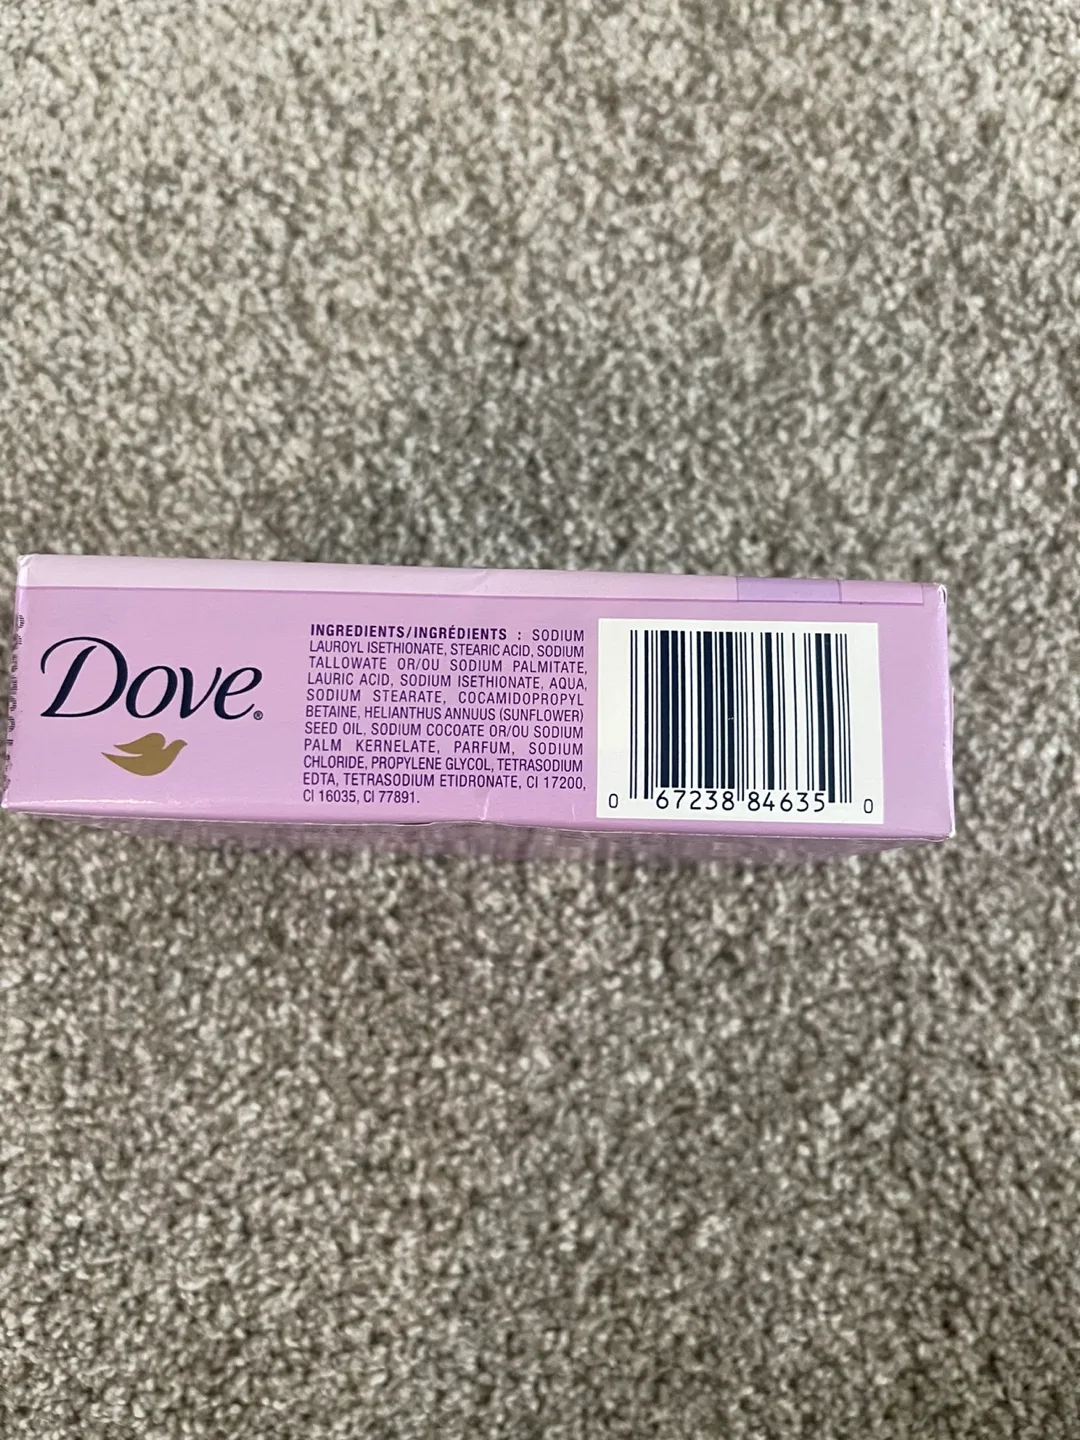 Dove®
INGREDIENTS/INGRÉDIENTS : SODIUM
LAUROYL ISETHIONATE, STEARIC ACID, SODIUM
TALLOWATE OR/OU SODIUM PALMITATE,
LAURIC ACID, SODIUM ISETHIONATE, AQUA,
SODIUM STEARATE, COCAMIDOPROPYL
BETAINE, HELIANTHUS ANNUUS (SUNFLOWER)
SEED OIL, SODIUM COCOATE OR/OU SODIUM
PALM KERNELATE, PARFUM, SODIUM
CHLORIDE, PROPYLENE GLYCOL, TETRASODIUM
EDTA, TETRASODIUM ETIDRONATE, CI 17200,
CI 16035, CI 77891.
0 67238 84635 0